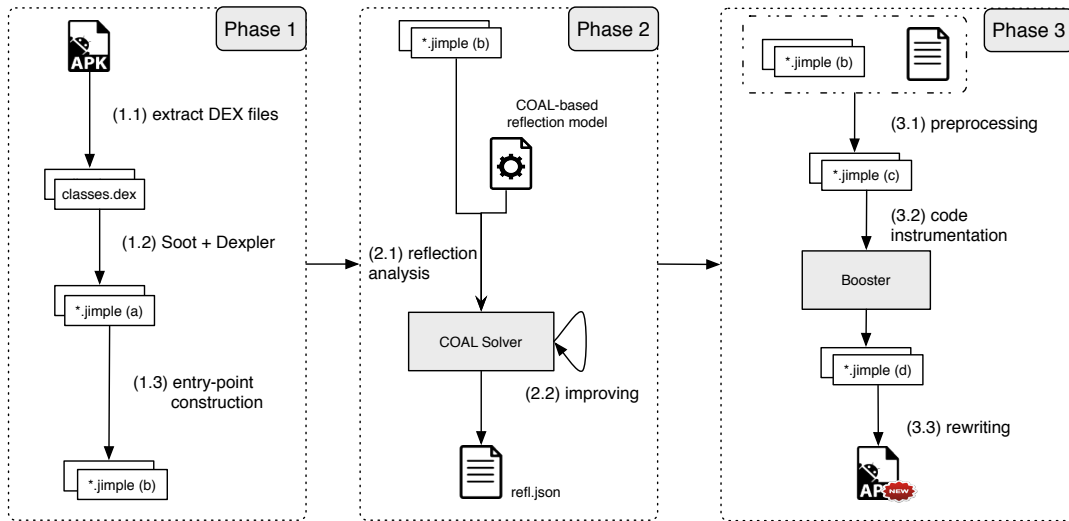 Phase 1
APK
(1.1) extract DEX files
classes.dex
(1.2) Soot + Dexpler
*.jimple (a)
(1.3) entry-point
construction
*.jimple (b)
Phase 2
*.jimple (b)
COAL-based
reflection model
(2.1) reflection
analysis
COAL Solver
(2.2) improving
refl.json
Phase 3
*.jimple (b)
(3.1) preprocessing
*.jimple (c)
(3.2) code
instrumentation
Booster
*.jimple (d)
(3.3) rewriting
AP
NEW